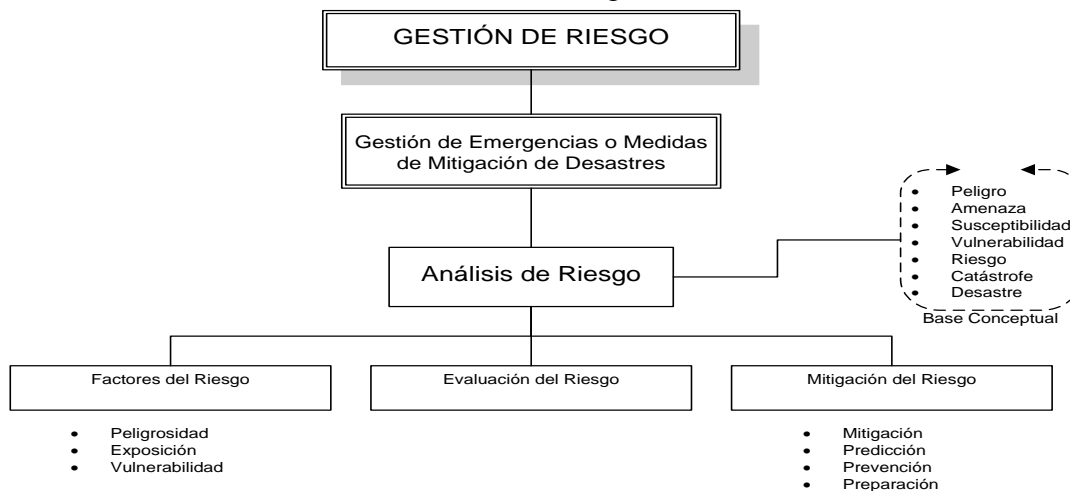 GESTIÓN DE RIESGO
Gestión de Emergencias o Medidas
de Mitigación de Desastres
Análisis de Riesgo
• Peligro
• Amenaza
• Susceptibilidad
• Vulnerabilidad
• Riesgo
• Catástrofe
• Desastre
Base Conceptual
Factores del Riesgo
• Peligrosidad
• Exposición
• Vulnerabilidad
Evaluación del Riesgo
Mitigación del Riesgo
• Mitigación
• Predicción
• Prevención
• Preparación